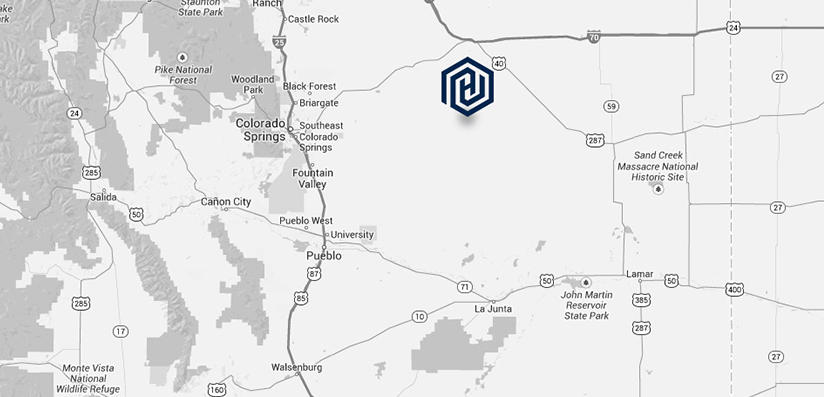 Staunton
State Park
Ranch
Castle Rock
25
70
24
Pike National
Forest
Woodland
Park
Black Forest
Briargate
40
27
59
24
Colorado
Springs
Southeast
Colorado
Springs
287
Sand Creek
Massacre National
Historic Site
285
Fountain
Valley
Salida
Cañon City
50
Pueblo West
University
27
Pueblo
87
71
50
Lamar
50
400
John Martin
Reservoir
State Park
385
285
85
La Junta
10
287
17
27
Walsenburg
Monte Vista
National
Wildlife Refuge
160